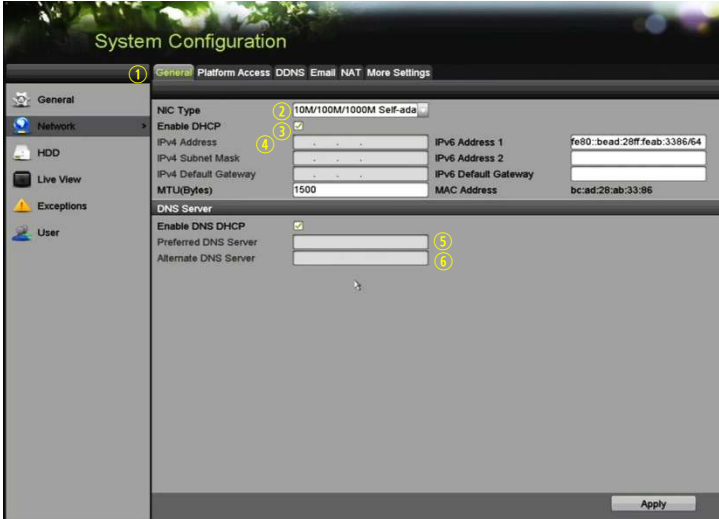 System Configuration
① General Platform Access DDNS Email NAT More Settings
General
Network
HDD
Live View
Exceptions
User
NIC Type ② 10M/100M/1000M Self-ada
Enable DHCP ③
IPv4 Address ④ . . . IPv6 Address 1 fe80::bead:28ff:feab:3386/64
IPv4 Subnet Mask . . . IPv6 Address 2
IPv4 Default Gateway . . . IPv6 Default Gateway
MTU(Bytes) 1500 MAC Address bc:ad:28:ab:33:86
DNS Server
Enable DNS DHCP
Preferred DNS Server ⑤
Alternate DNS Server ⑥
Apply